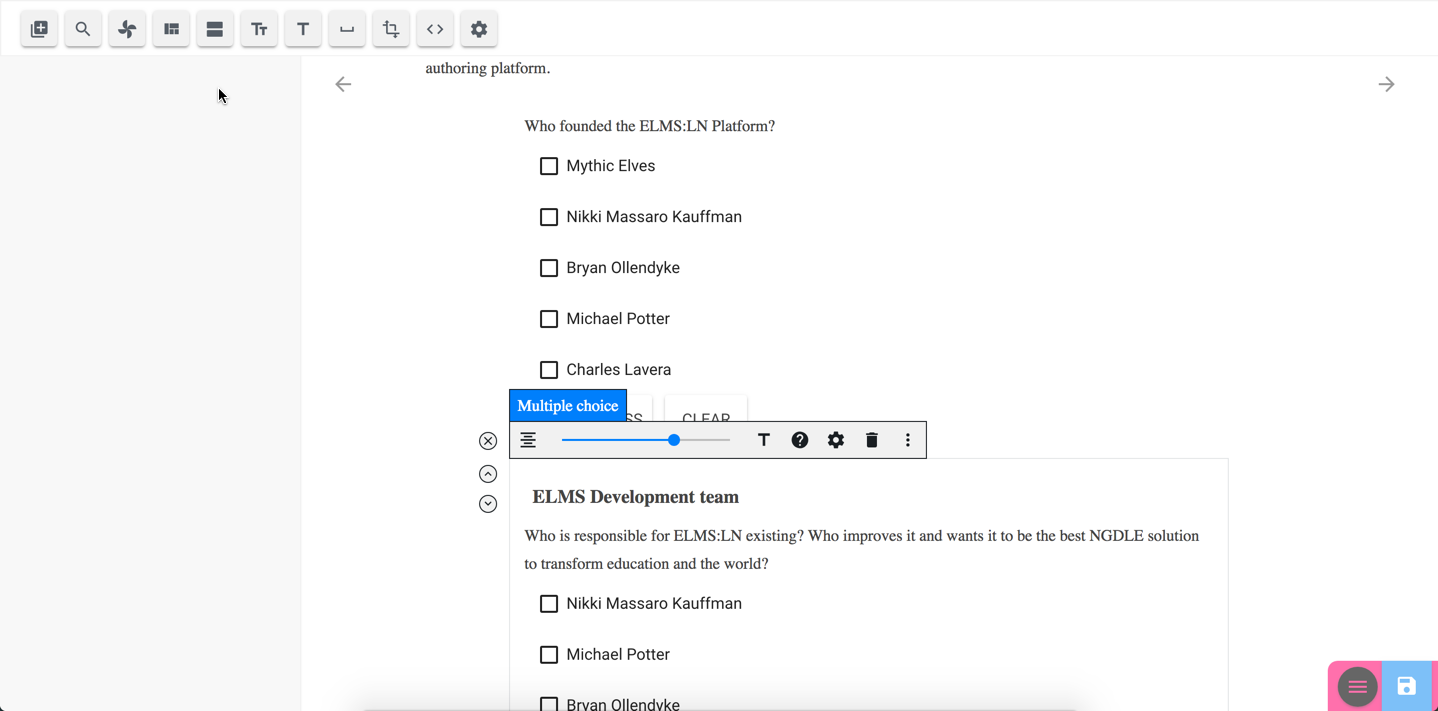 authoring platform.
Who founded the ELMS:LN Platform?
Mythic Elves
Nikki Massaro Kauffman
Bryan Ollendyke
Michael Potter
Charles Lavera
Multiple choice
CLEAR
ELMS Development team
Who is responsible for ELMS:LN existing? Who improves it and wants it to be the best NGDLE solution
to transform education and the world?
Nikki Massaro Kauffman
Michael Potter
Bryan Ollendyke